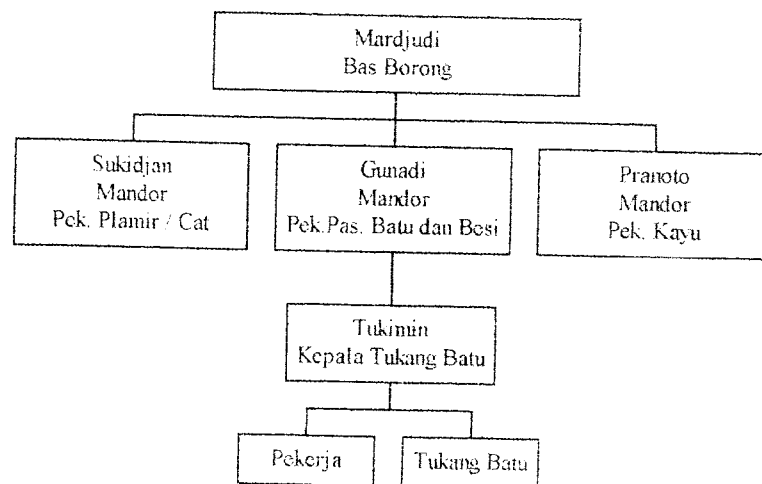 Mardjudi
Bas Borong
Sukidjan
Mandor
Pek. Plamir / Cat
Gunadi
Mandor
Pek.Pas. Batu dan Besi
Pranoto
Mandor
Pek. Kayu
Tukimin
Kepala Tukang Batu
Pekerja
Tukang Batu